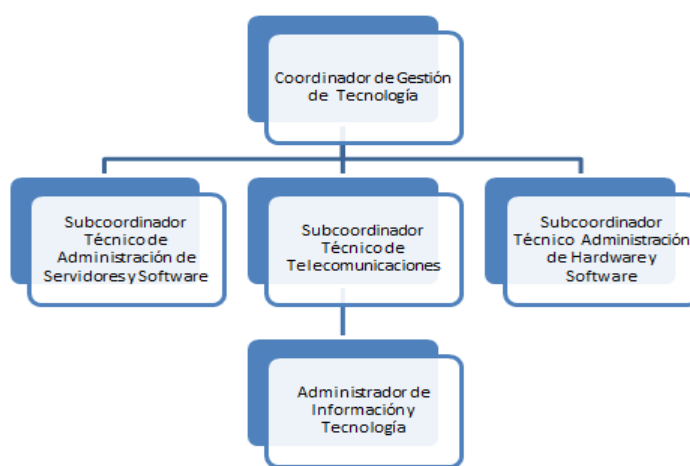 Coordinador de Gestión
de Tecnología
Subcoordinador
Técnico de
Administración de
Servidores y Software
Subcoordinador
Técnico de
Telecomunicaciones
Subcoordinador
Técnico Administración
de Hardware y
Software
Administrador de
Información y
Tecnología